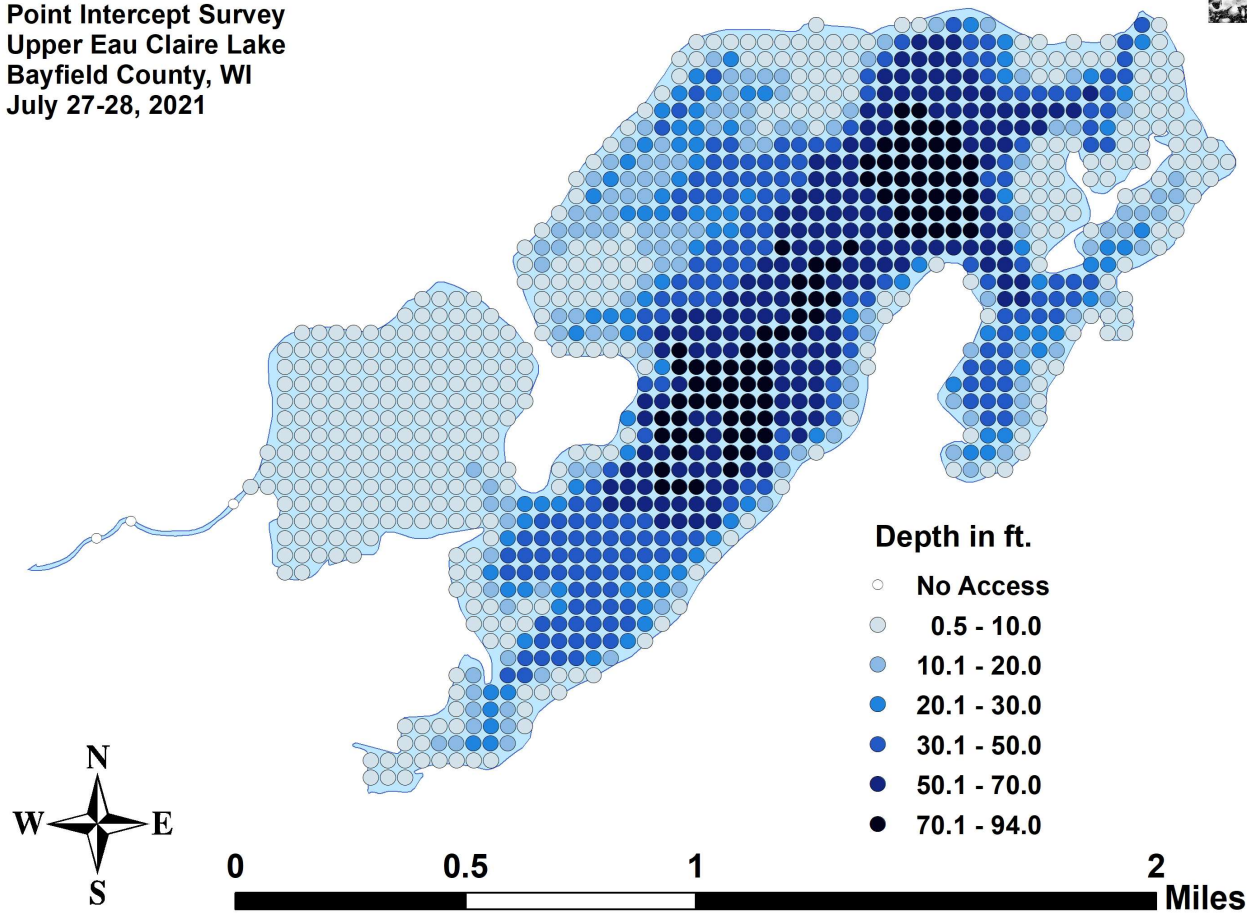 Point Intercept Survey
Upper Eau Claire Lake
Bayfield County, WI
July 27-28, 2021
Depth in ft.
No Access
0.5 - 10.0
10.1 - 20.0
20.1 - 30.0
30.1 - 50.0
50.1 - 70.0
70.1 - 94.0
N
W E
S
0 0.5 1 2
Miles